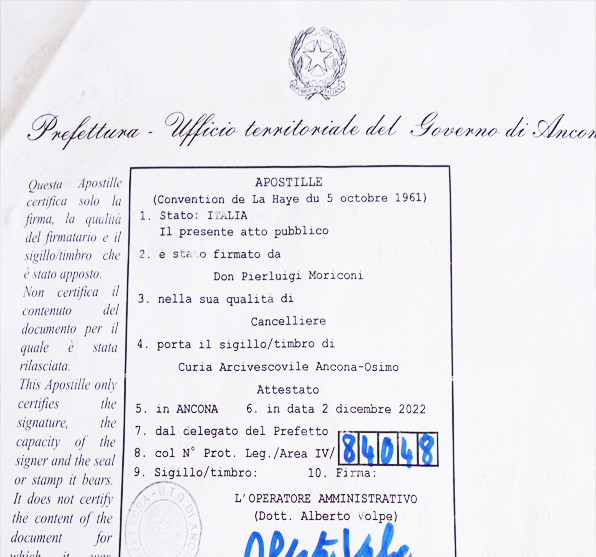 Prefettura - Ufficio territoriale del Governo di Ancon
Questa Apostille
certifica solo la
firma, la qualità
del firmatario e il
sigillo/timbro che
è stato apposto.
Non certifica il
contenuto del
documento per il
quale è stata
rilasciata.
This Apostille only
certifies the
signature, the
capacity of the
signer and the seal
or stamp it bears.
It does not certify
the content of the
document for
which it was
APOSTILLE
(Convention de La Haye du 5 octobre 1961)
1. Stato: ITALIA
Il presente atto pubblico
2. è stato firmato da
Don Pierluigi Moriconi
3. nella sua qualità di
Cancelliere
4. porta il sigillo/timbro di
Curia Arcivescovile Ancona-Osimo
Attestato
5. in ANCONA 6. in data 2 dicembre 2022
7. dal delegato del Prefetto
8. col N° Prot. Leg./Area IV/ 84048
9. Sigillo/timbro: 10. Firma:
L'OPERATORE AMMINISTRATIVO
(Dott. Alberto Volpe)